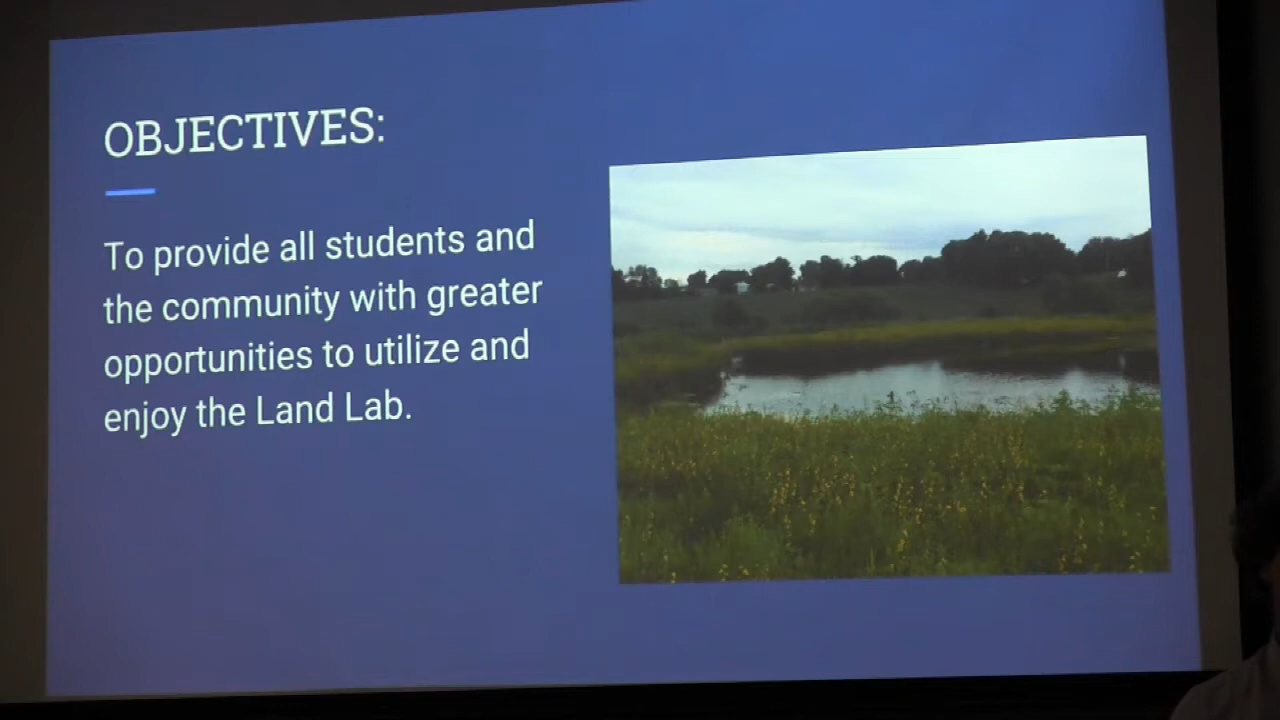 OBJECTIVES:
To provide all students and
the community with greater
opportunities to utilize and
enjoy the Land Lab.